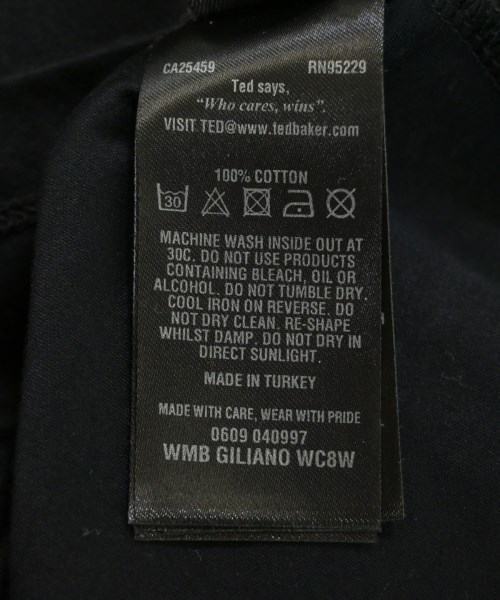 CA25459 RN95229
Ted says,
"Who cares, wins".
VISIT TED@www.tedbaker.com
100% COTTON
30
MACHINE WASH INSIDE OUT AT
30C. DO NOT USE PRODUCTS
CONTAINING BLEACH, OIL OR
ALCOHOL. DO NOT TUMBLE DRY.
COOL IRON ON REVERSE. DO
NOT DRY CLEAN. RE-SHAPE
WHILST DAMP. DO NOT DRY IN
DIRECT SUNLIGHT.
MADE IN TURKEY
MADE WITH CARE, WEAR WITH PRIDE
0609 040997
WMB GILIANO WC8W